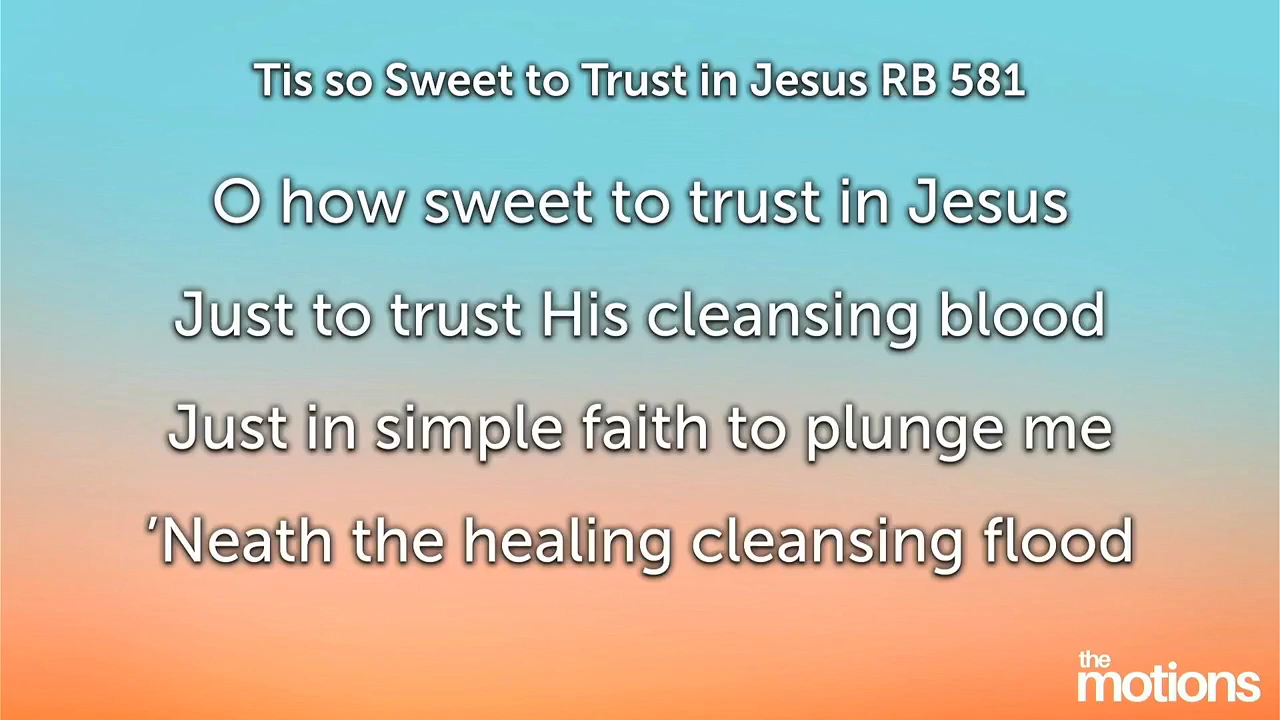 Tis so Sweet to Trust in Jesus RB 581
O how sweet to trust in Jesus
Just to trust His cleansing blood
Just in simple faith to plunge me
’Neath the healing cleansing flood
the
motions